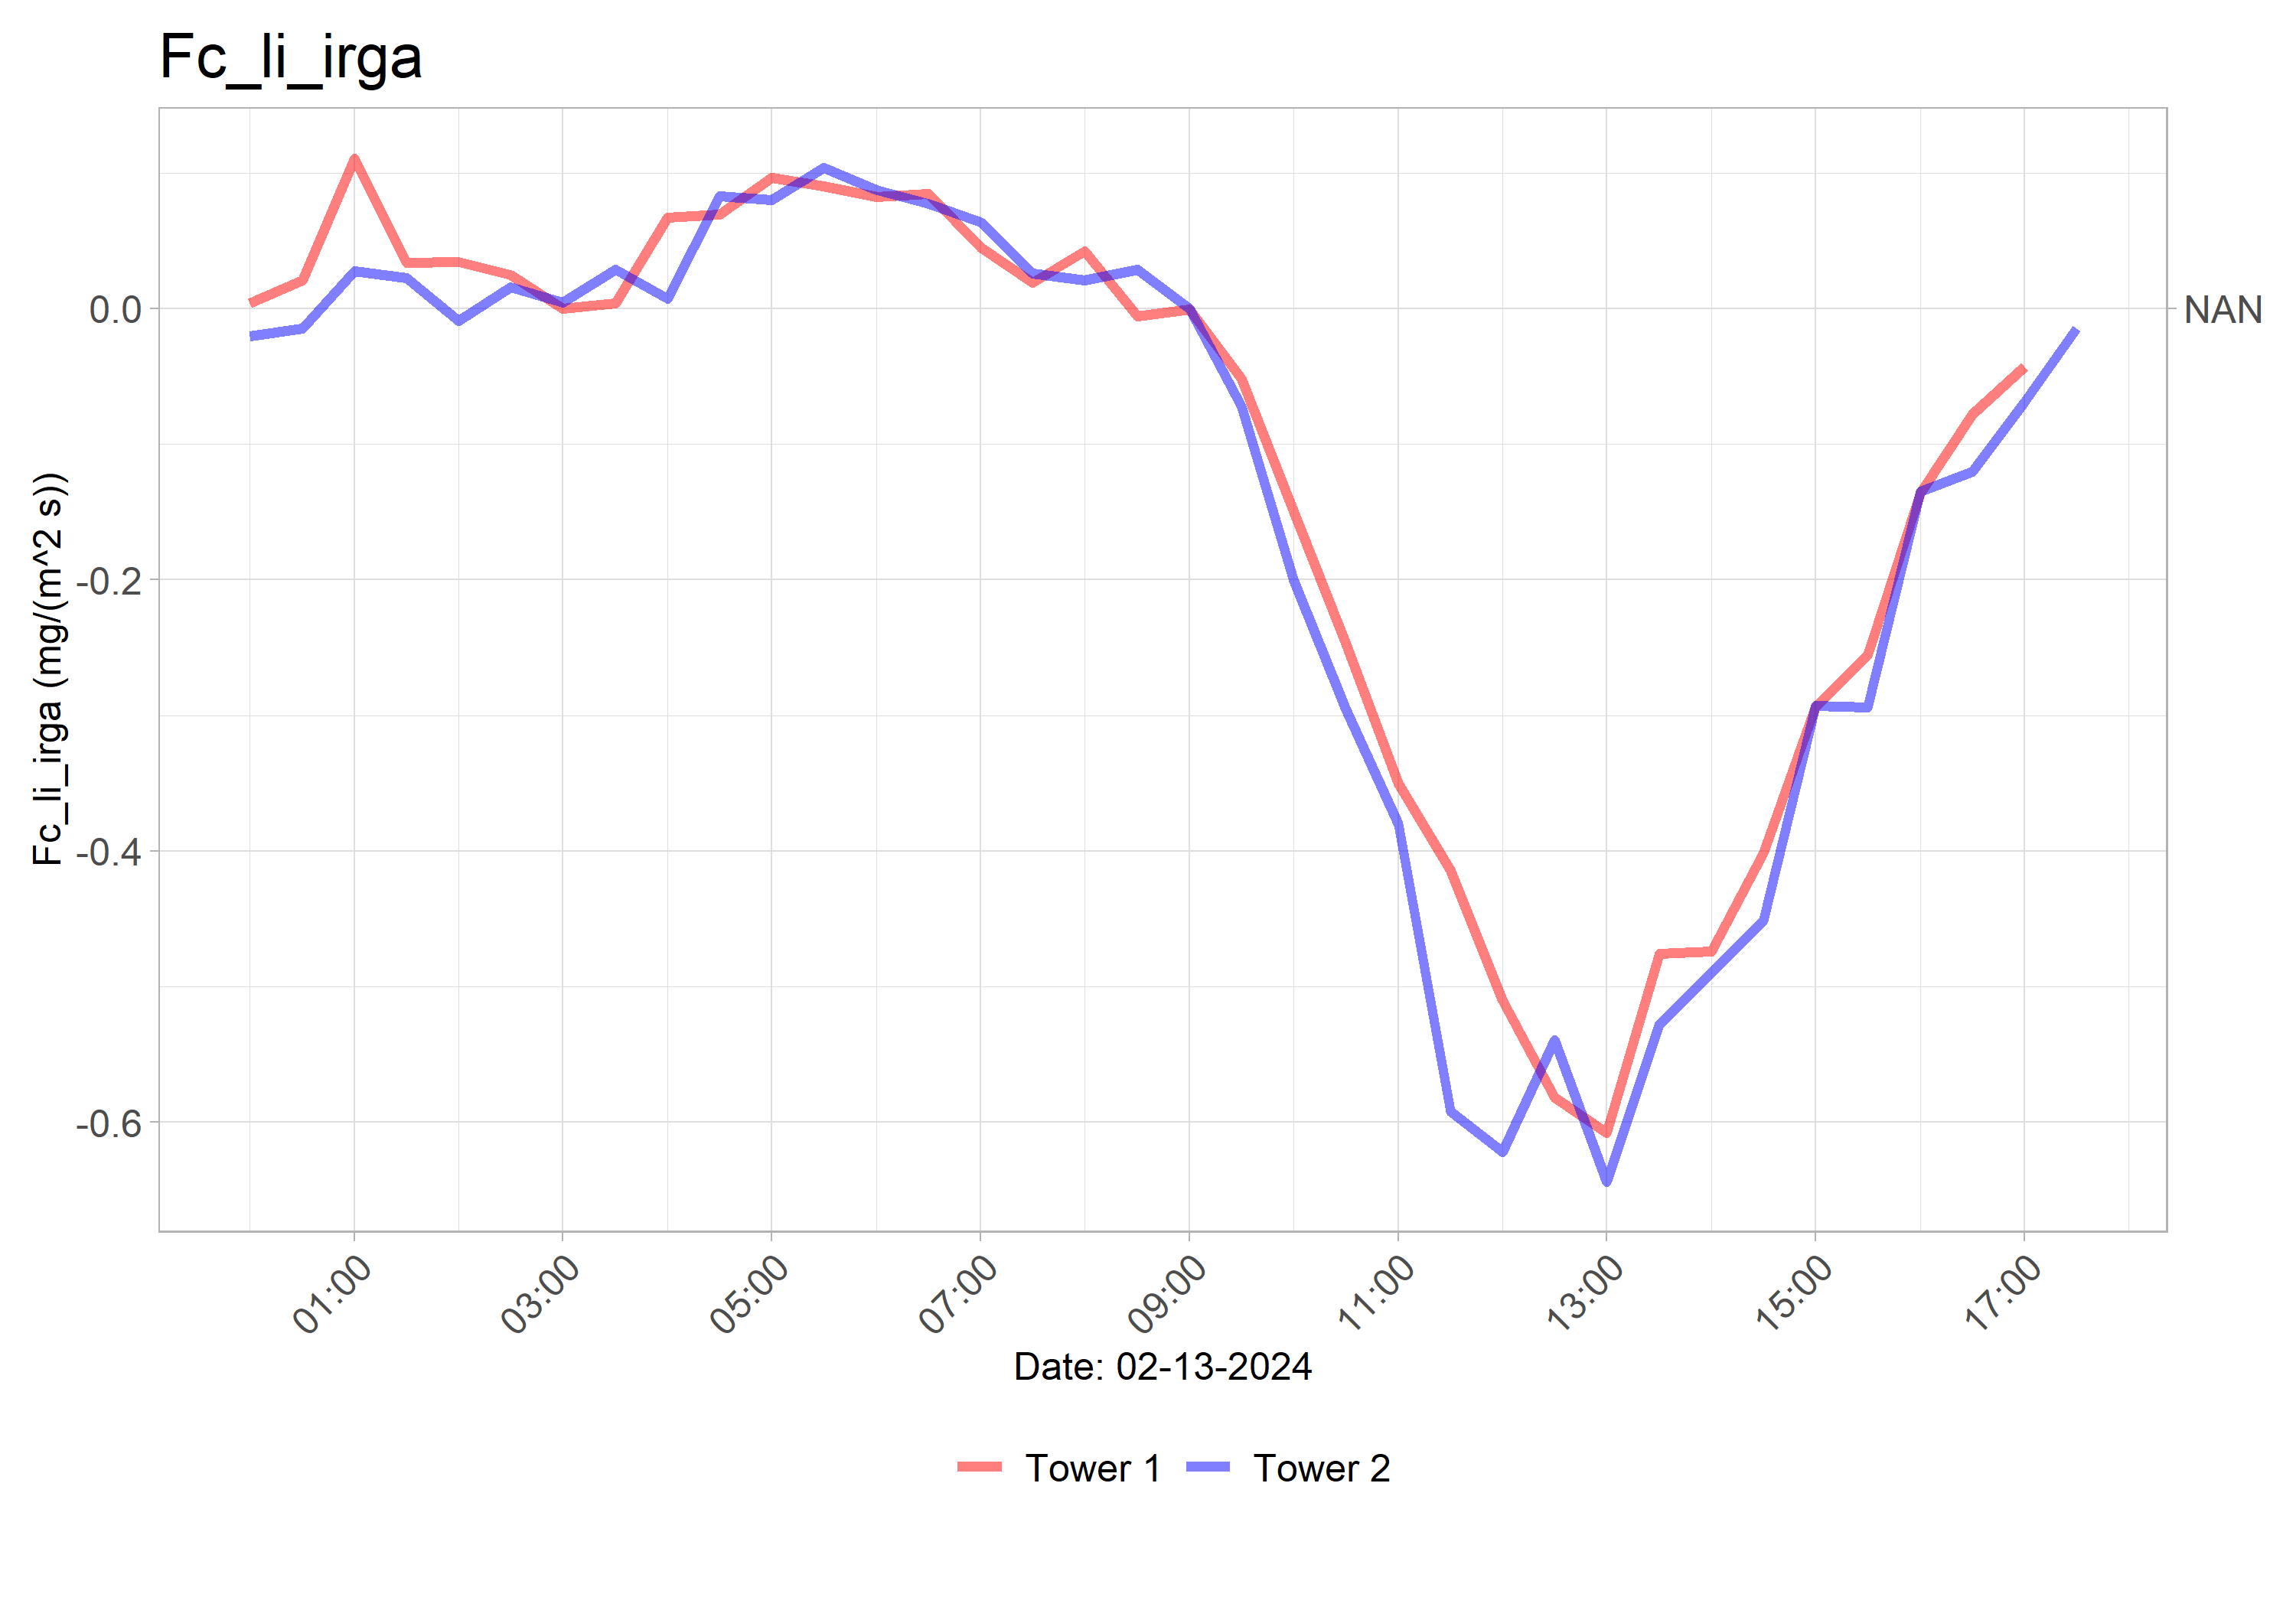 Fc_li_irga
Fc_li_irga (mg/(m^2 s))
0.0
-0.2
-0.4
-0.6
NAN
01:00 03:00 05:00 07:00 09:00 11:00 13:00 15:00 17:00
Date: 02-13-2024
Tower 1 Tower 2